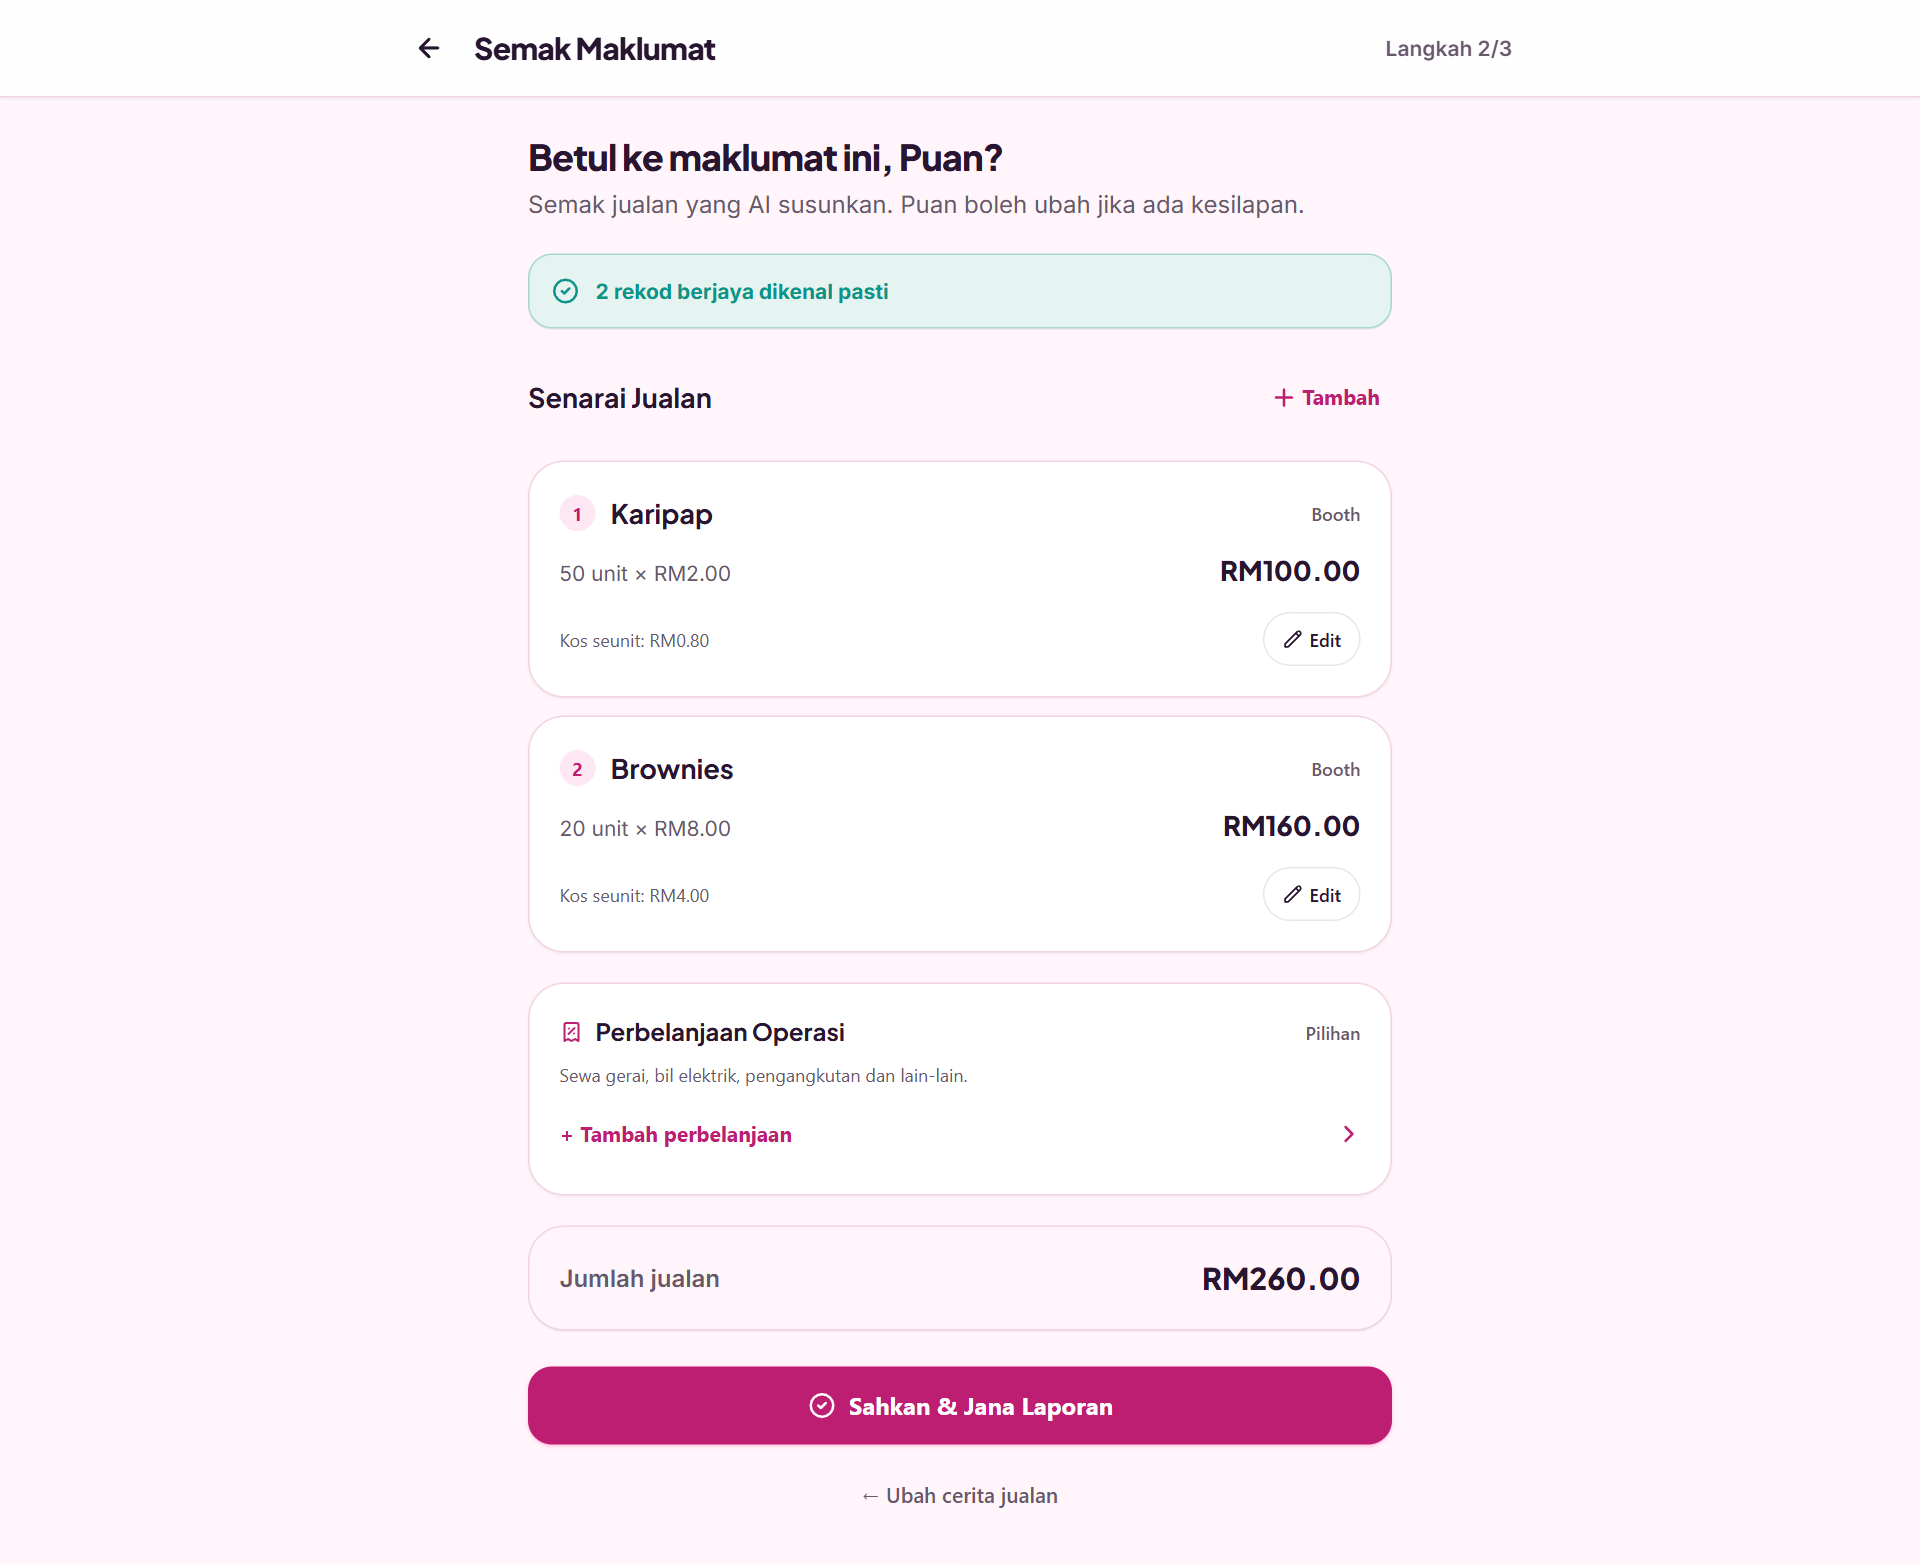 Semak Maklumat
Langkah 2/3
Betul ke maklumat ini, Puan?
Semak jualan yang AI susunkan. Puan boleh ubah jika ada kesilapan.
2 rekod berjaya dikenal pasti
Senarai Jualan
+ Tambah
1 Karipap
Booth
50 unit × RM2.00
RM100.00
Kos seunit: RM0.80
Edit
2 Brownies
Booth
20 unit × RM8.00
RM160.00
Kos seunit: RM4.00
Edit
Perbelanjaan Operasi
Pilihan
Sewa gerai, bil elektrik, pengangkutan dan lain-lain.
+ Tambah perbelanjaan
Jumlah jualan
RM260.00
Sahkan & Jana Laporan
← Ubah cerita jualan